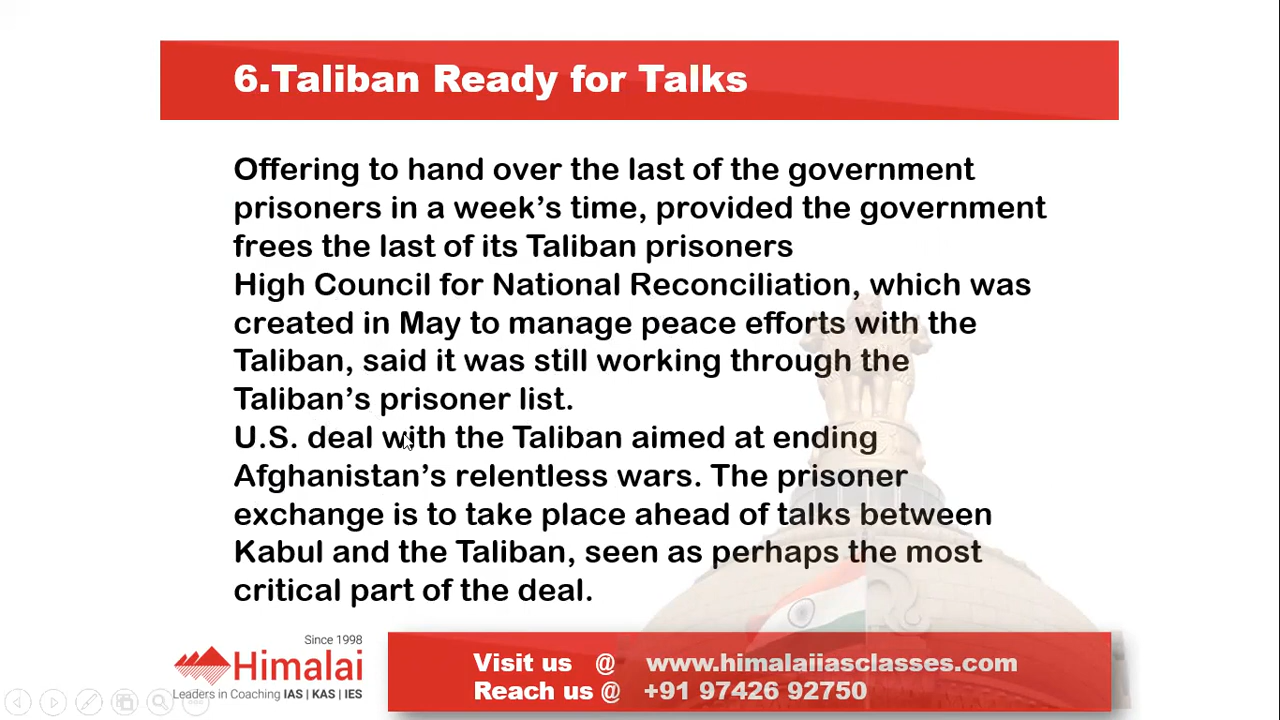 6.Taliban Ready for Talks
Offering to hand over the last of the government
prisoners in a week’s time, provided the government
frees the last of its Taliban prisoners
High Council for National Reconciliation, which was
created in May to manage peace efforts with the
Taliban, said it was still working through the
Taliban’s prisoner list.
U.S. deal with the Taliban aimed at ending
Afghanistan’s relentless wars. The prisoner
exchange is to take place ahead of talks between
Kabul and the Taliban, seen as perhaps the most
critical part of the deal.
Since 1998
Himalai
Leaders in Coaching IAS | KAS | IES
Visit us @ www.himalaiiasclasses.com
Reach us @ +91 97426 92750